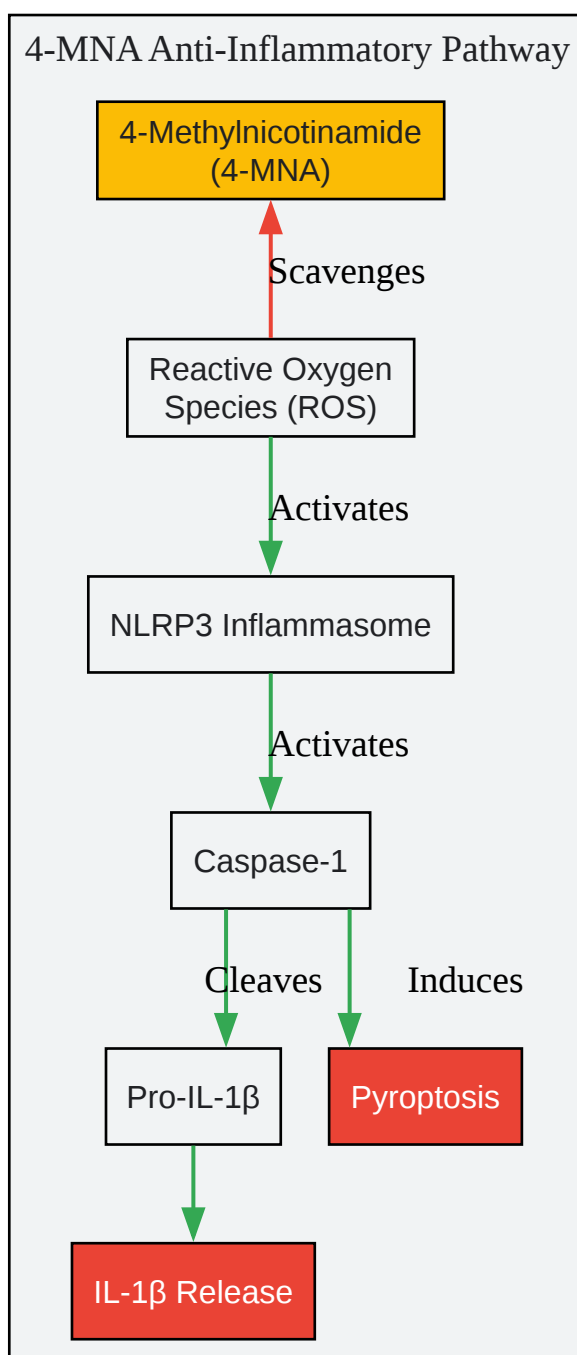 4-MNA Anti-Inflammatory Pathway
4-Methylnicotinamide
(4-MNA)
Scavenges
Reactive Oxygen
Species (ROS)
Activates
NLRP3 Inflammasome
Activates
Caspase-1
Cleaves
Induces
Pro-IL-1β
Pyroptosis
IL-1β Release